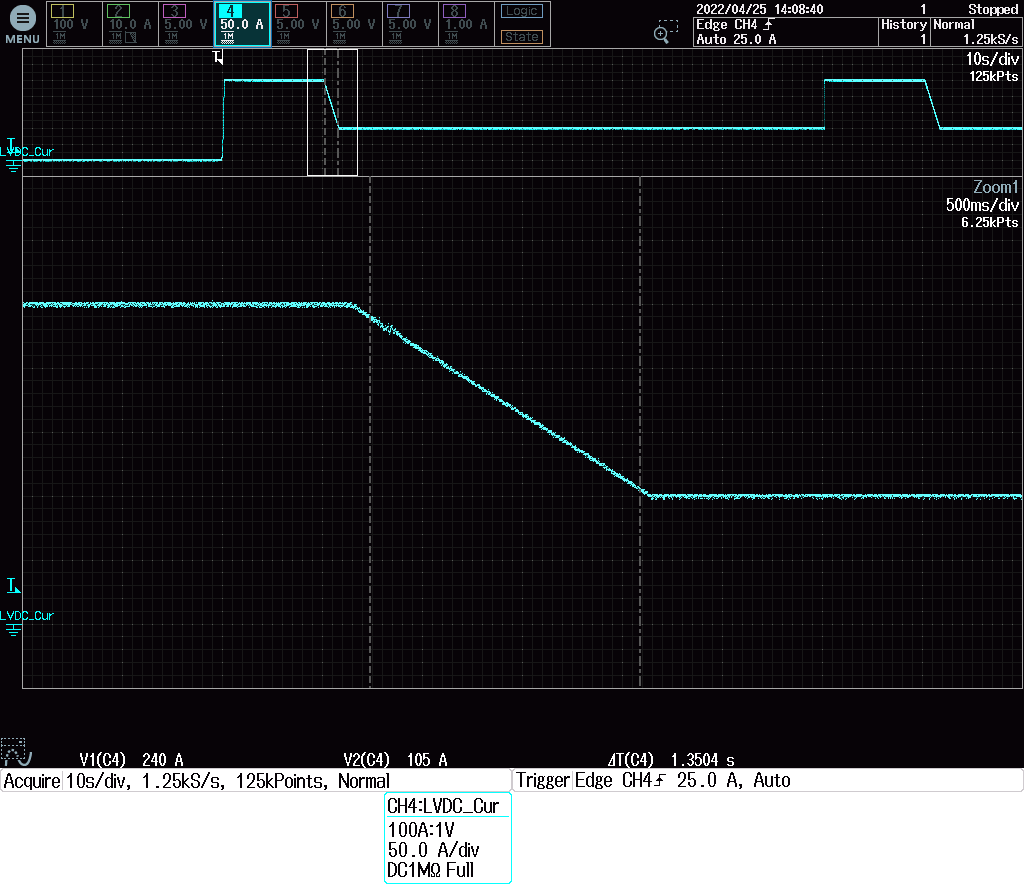 MENU
1 2 3 4 5 6 7 8 Logic
100 V 10.0 A 5.00 V 50.0 A 5.00 V 5.00 V 5.00 V 1.00 A
1M 1M 1M 1M 1M 1M 1M 1M State
2022/04/25 14:08:40 1 Stopped
Edge CH4 History Normal
Auto 25.0 A 1 1.25kS/s
T
10s/div
125kPts
T
LVDC_Cur
Zoom1
500ms/div
6.25kPts
T
LVDC_Cur
V1(C4) 240 A V2(C4) 105 A ΔT(C4) 1.3504 s
Acquire 10s/div, 1.25kS/s, 125kPoints, Normal Trigger Edge CH4 25.0 A, Auto
CH4:LVDC_Cur
100A:1V
50.0 A/div
DC1MΩ Full